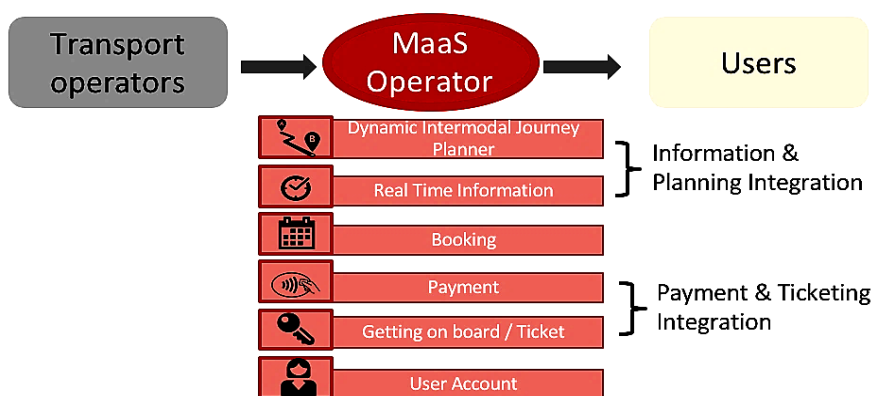 Transport
operators
MaaS
Operator
Users
Dynamic Intermodal Journey
Planner
Real Time Information
Booking
Payment
Getting on board / Ticket
User Account
B
Information &
Planning Integration
Payment & Ticketing
Integration